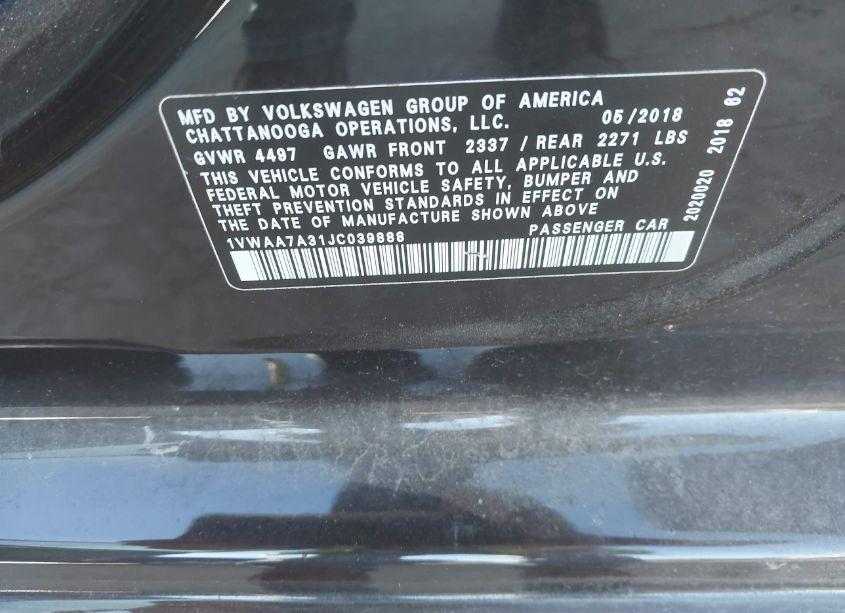 MFD BY VOLKSWAGEN GROUP OF AMERICA
CHATTANOOGA OPERATIONS, LLC. 05/2018
GVWR 4497 GAWR FRONT 2337 / REAR 2271 LBS
THIS VEHICLE CONFORMS TO ALL APPLICABLE U.S.
FEDERAL MOTOR VEHICLE SAFETY, BUMPER AND
THEFT PREVENTION STANDARDS IN EFFECT ON
THE DATE OF MANUFACTURE SHOWN ABOVE
1VWAA7A31JC039888 PASSENGER CAR
2020020 2018 62